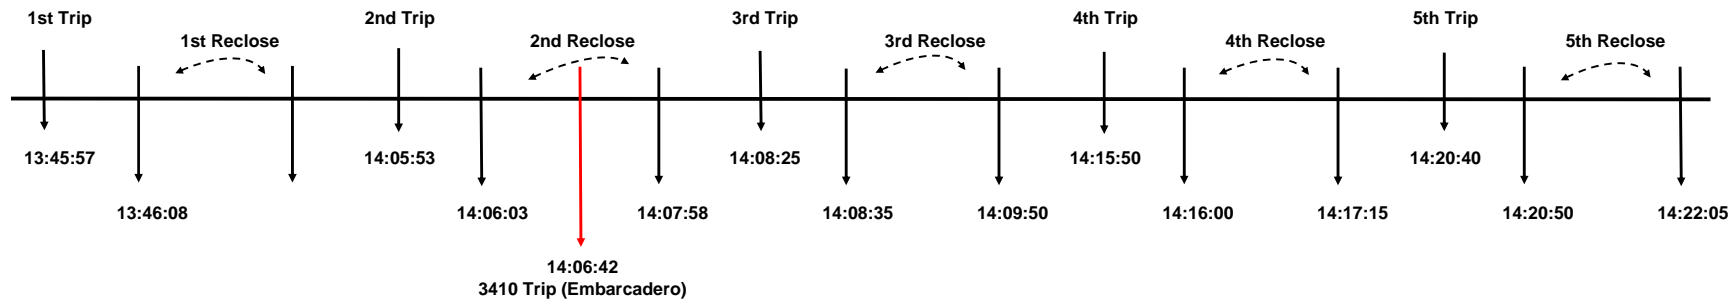 1st Trip
2nd Trip
3rd Trip
4th Trip
5th Trip
1st Reclose
2nd Reclose
3rd Reclose
4th Reclose
5th Reclose
13:45:57
14:05:53
14:08:25
14:15:50
14:20:40
13:46:08
14:06:03
14:07:58
14:08:35
14:09:50
14:16:00
14:17:15
14:20:50
14:22:05
14:06:42
3410 Trip (Embarcadero)